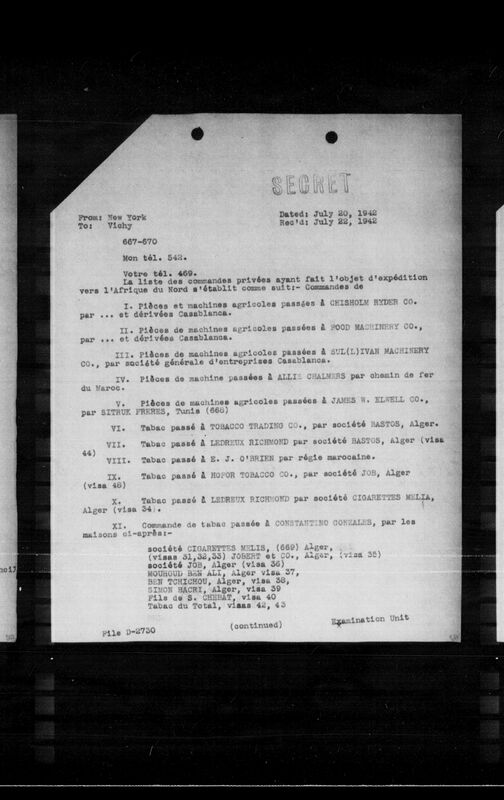 SECRET
From: New York Dated: July 20, 1942
To: Vichy Rec'd: July 22, 1942
667-670
Mon tél. 542.
Votre tél. 469.
La liste des commandes privées ayant fait l'objet d'expédition
vers l'Afrique du Nord s'établit comme suit:- Commandes de
I. Pièces et machines agricoles passées à CHISHOLM RYDER CO.
par ... et dérivées Casablanca.
II. Pièces de machines agricoles passées à FOOD MACHINERY CO.,
par ... et dérivées Casablanca.
III. Pièces de machines agricoles passées à SUL(L)IVAN MACHINERY
CO., par société générale d'entreprises Casablanca.
IV. Pièces de machine passées à ALLIS CHALMERS par chemin de fer
du Maroc.
V. Pièces de machines agricoles passées à JAMES W. ELWELL CO.,
par SITRUK FRERES, Tunis (668)
VI. Tabac passé à TOBACCO TRADING CO., par société BASTOS, Alger.
VII. Tabac passé à LEDREUX RICHMOND par société BASTOS, Alger (visa
44)
VIII. Tabac passé à E. J. O'BRIEN par régie marocaine.
IX. Tabac passé à HOFOR TOBACCO CO., par société JOB, Alger
(visa 48)
X. Tabac passé à LEDREUX RICHMOND par société CIGARETTES MELIA,
Alger (visa 34).
XI. Commande de tabac passée à CONSTANTINO GONZALES, par les
maisons ci-après:-
société CIGARETTES MELIS, (669) Alger,
(visas 31,32,33) JOBERT et CO., Alger, (visa 35)
société JOB, Alger (visa 36)
MOUHOUD BEN ALI, Alger visa 37,
BEN TCHICHOU, Alger, visa 38,
SIMON BACRI, Alger, visa 39
Fils de S. CHEBAT, visa 40
Tabac du Total, visas 42, 43
(continued) Examination Unit
File D-2730